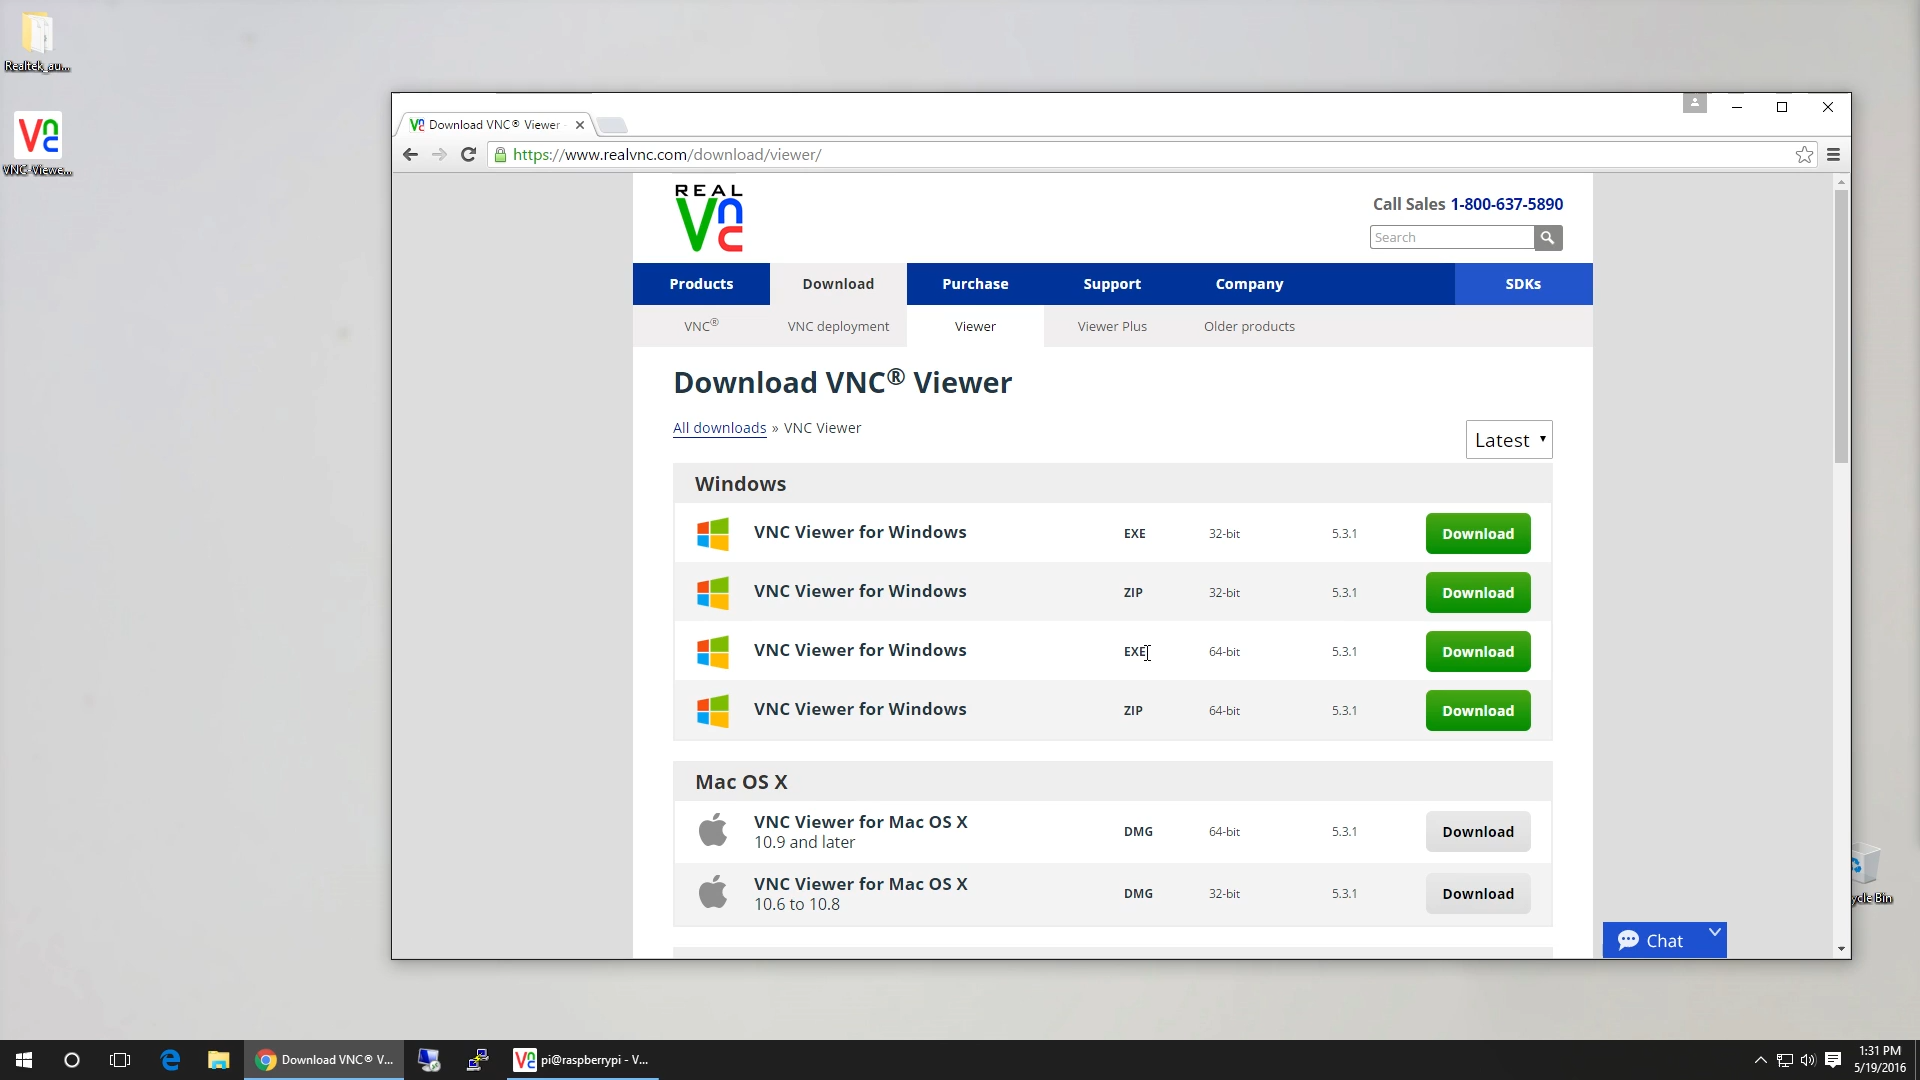 Realtek_au...
VNC-Viewe...
Download VNC® Viewer
https://www.realvnc.com/download/viewer/
REAL
Vnc
Call Sales 1-800-637-5890
Search
Products
Download
Purchase
Support
Company
SDKs
VNC®
VNC deployment
Viewer
Viewer Plus
Older products
Download VNC® Viewer
All downloads » VNC Viewer
Latest
Windows
VNC Viewer for Windows EXE 32-bit 5.3.1 Download
VNC Viewer for Windows ZIP 32-bit 5.3.1 Download
VNC Viewer for Windows EXE 64-bit 5.3.1 Download
VNC Viewer for Windows ZIP 64-bit 5.3.1 Download
Mac OS X
VNC Viewer for Mac OS X DMG 64-bit 5.3.1 Download
10.9 and later
VNC Viewer for Mac OS X DMG 32-bit 5.3.1 Download
10.6 to 10.8
Chat
ycle Bin
Download VNC® V...
pi@raspberrypi - V...
1:31 PM
5/19/2016